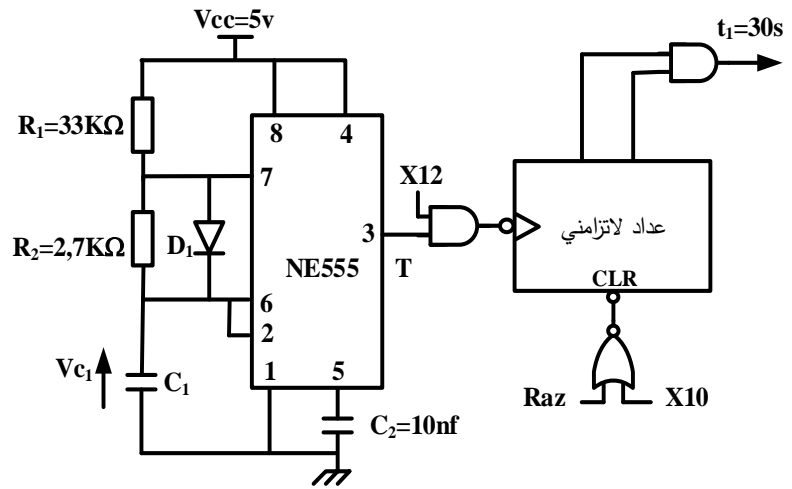 Vcc=5v
t₁=30s
R₁=33KΩ
8
4
7
X12
R₂=2,7KΩ
D₁
3
عداد لاتزامني
NE555
T
CLR
6
2
Vc₁
C₁
1
5
C₂=10nf
Raz
X10